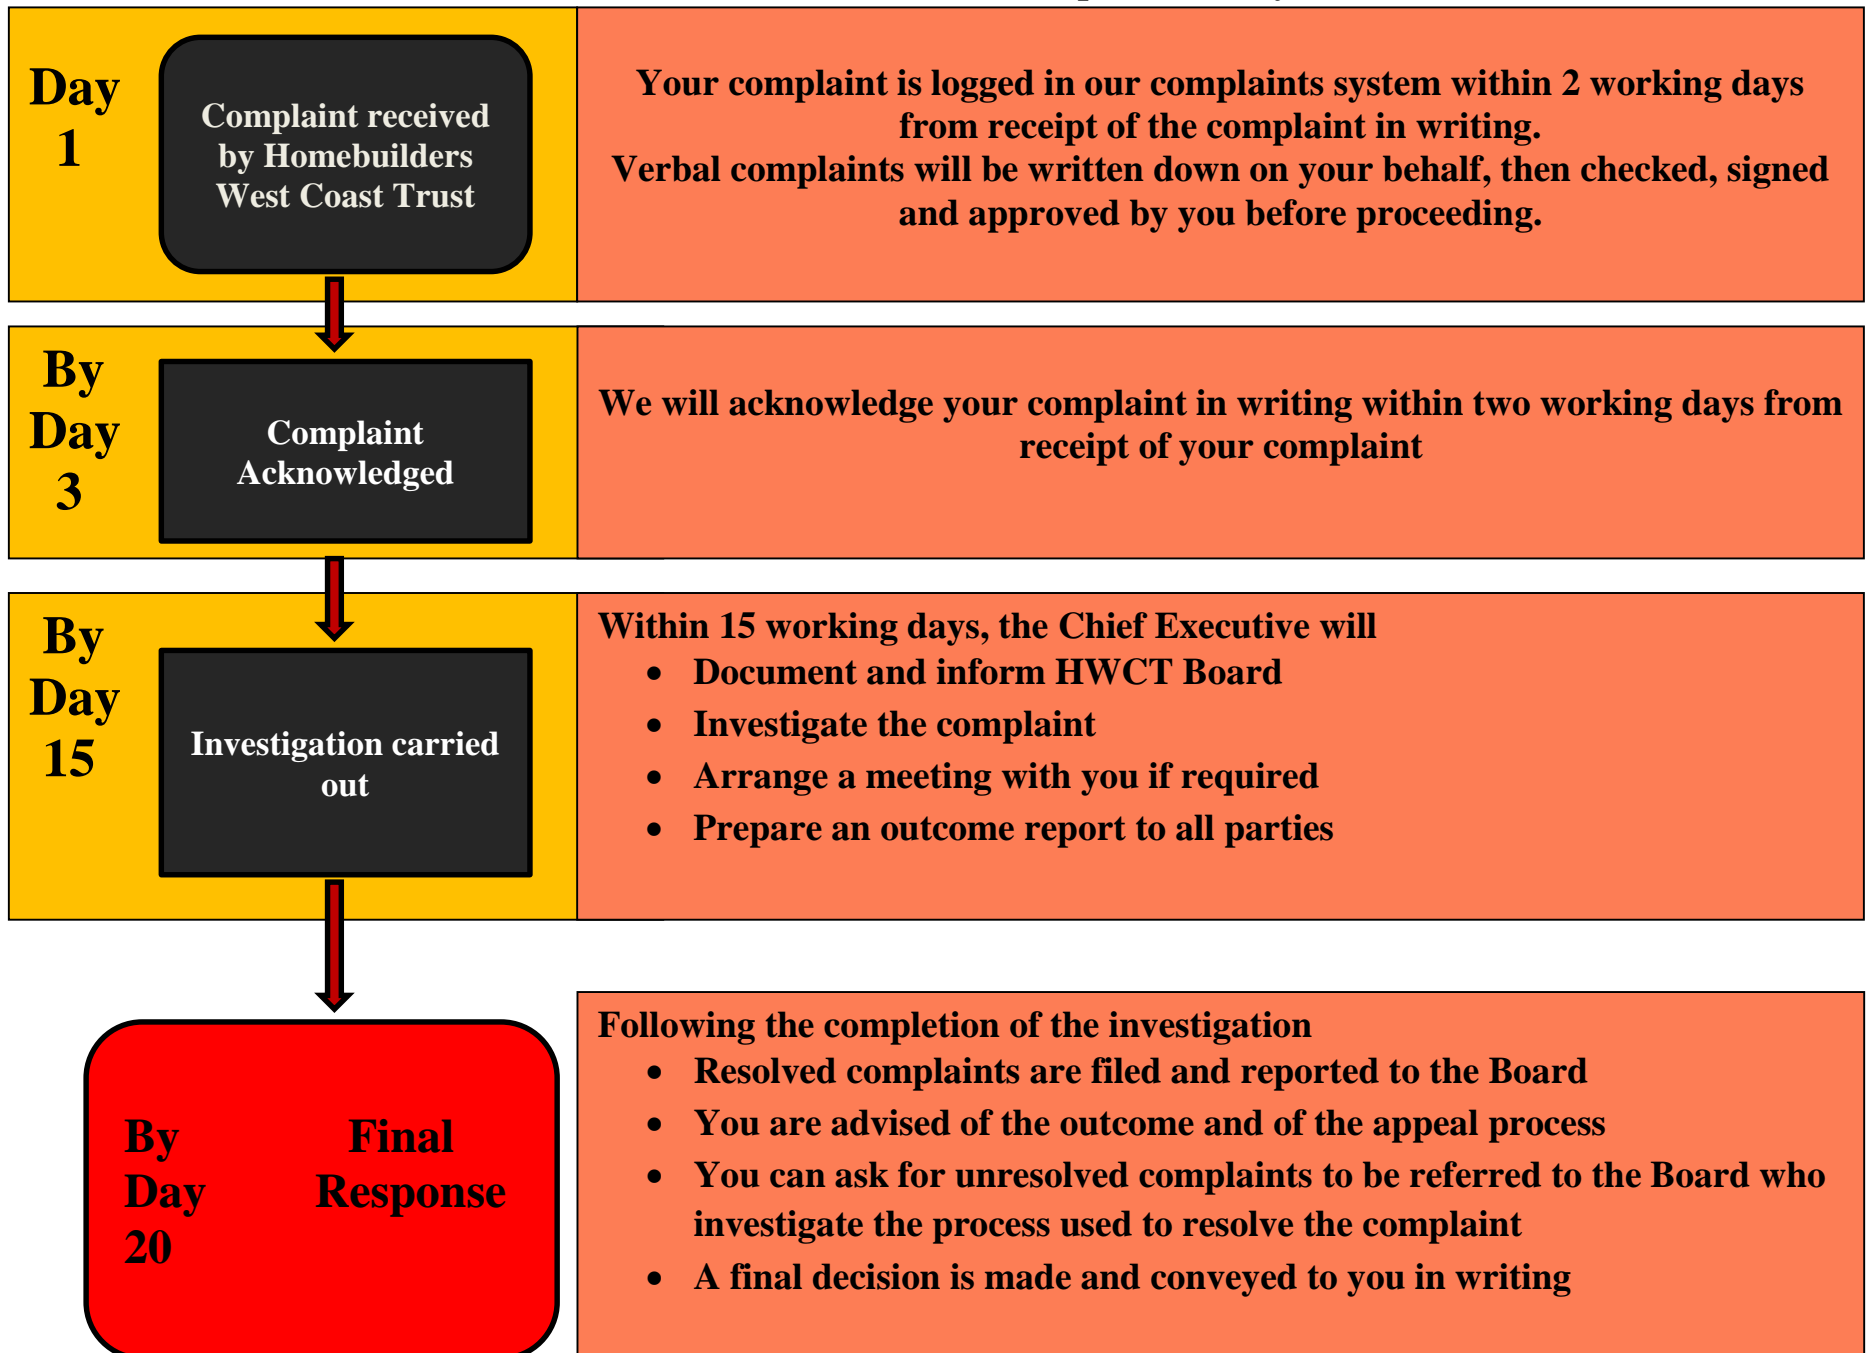 Day
1
Complaint received
by Homebuilders
West Coast Trust
Your complaint is logged in our complaints system within 2 working days
from receipt of the complaint in writing.
Verbal complaints will be written down on your behalf, then checked, signed
and approved by you before proceeding.
By
Day
3
Complaint
Acknowledged
We will acknowledge your complaint in writing within two working days from
receipt of your complaint
By
Day
15
Investigation carried
out
Within 15 working days, the Chief Executive will
• Document and inform HWCT Board
• Investigate the complaint
• Arrange a meeting with you if required
• Prepare an outcome report to all parties
By
Day
20
Final
Response
Following the completion of the investigation
• Resolved complaints are filed and reported to the Board
• You are advised of the outcome and of the appeal process
• You can ask for unresolved complaints to be referred to the Board who
investigate the process used to resolve the complaint
• A final decision is made and conveyed to you in writing